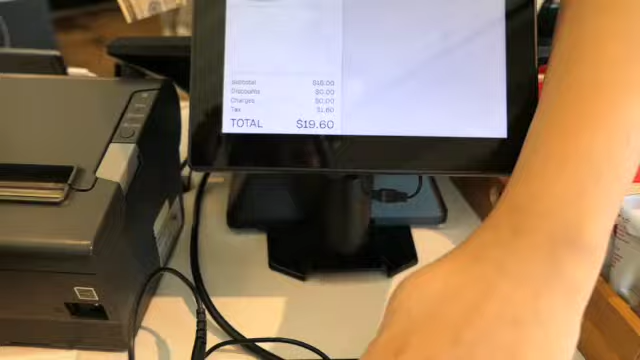 Subtotal $18.00
Discounts $0.00
Charges $0.00
Tax $1.60
TOTAL $19.60